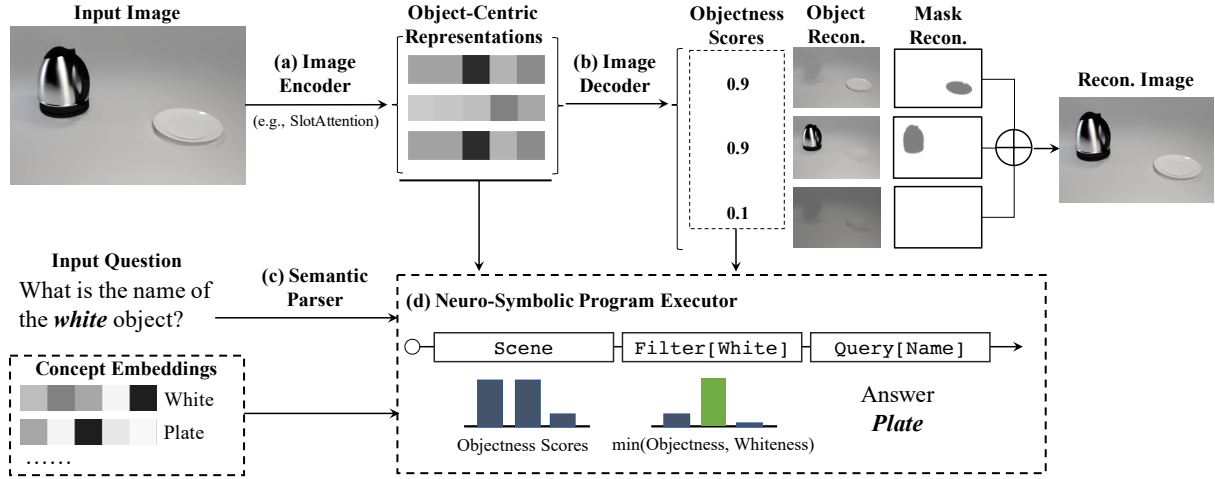 Input Image
(a) Image
Encoder
(e.g., SlotAttention)
Object-Centric
Representations
(b) Image
Decoder
Objectness
Scores
0.9
0.9
0.1
Object
Recon.
Mask
Recon.
Recon. Image
Input Question
What is the name of
the white object?
(c) Semantic
Parser
Concept Embeddings
White
Plate
......
(d) Neuro-Symbolic Program Executor
Scene
Filter[White]
Query[Name]
Objectness Scores
min(Objectness, Whiteness)
Answer
Plate